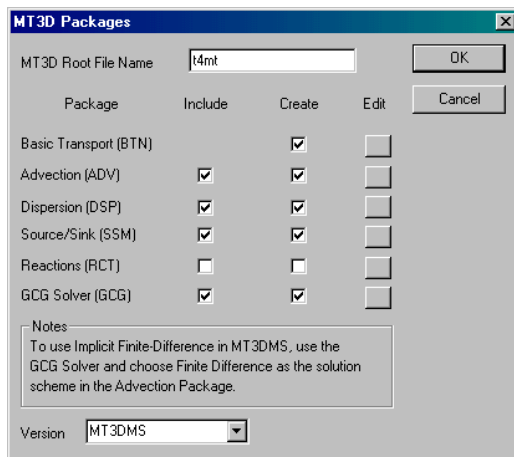 MT3D Packages
MT3D Root File Name t4mt OK
Package Include Create Edit Cancel
Basic Transport (BTN)
Advection (ADV)
Dispersion (DSP)
Source/Sink (SSM)
Reactions (RCT)
GCG Solver (GCG)
Notes
To use Implicit Finite-Difference in MT3DMS, use the
GCG Solver and choose Finite Difference as the solution
scheme in the Advection Package.
Version MT3DMS